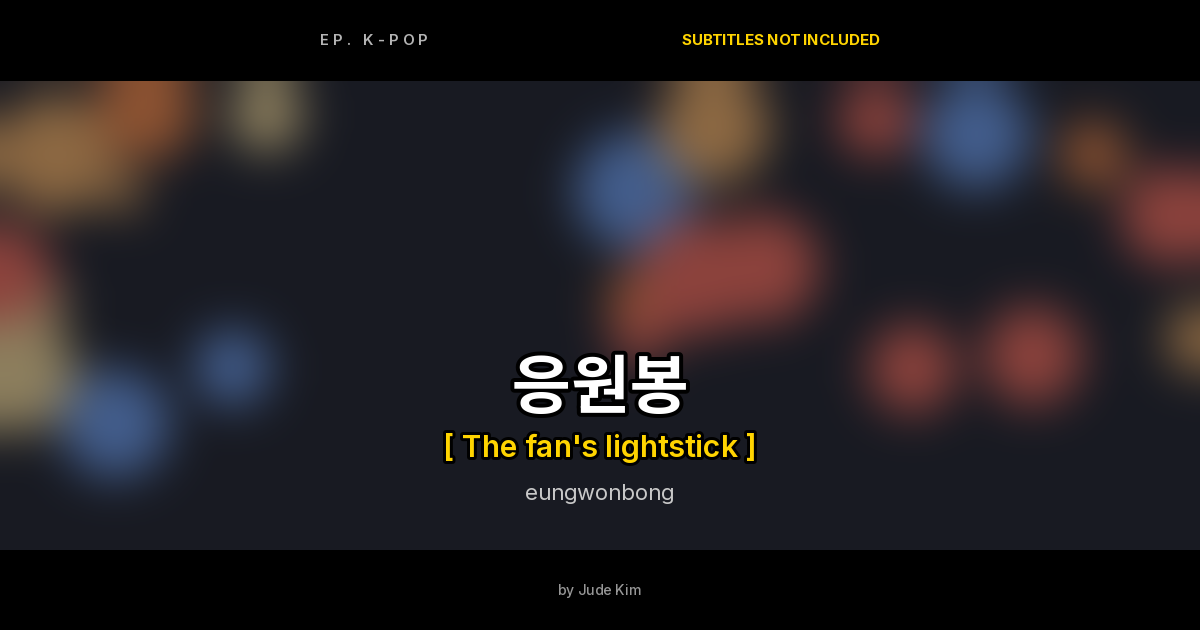 EP. K-POP
SUBTITLES NOT INCLUDED
응원봉
[ The fan's lightstick ]
eungwonbong
by Jude Kim